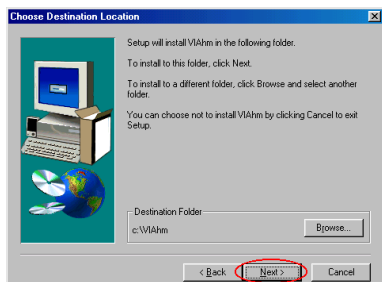 Choose Destination Location
Setup will install VIAhm in the following folder.
To install to this folder, click Next.
To install to a different folder, click Browse and select another
folder.
You can choose not to install VIAhm by clicking Cancel to exit
Setup.
Destination Folder
c:\VIAhm
Browse...
< Back
Next >
Cancel